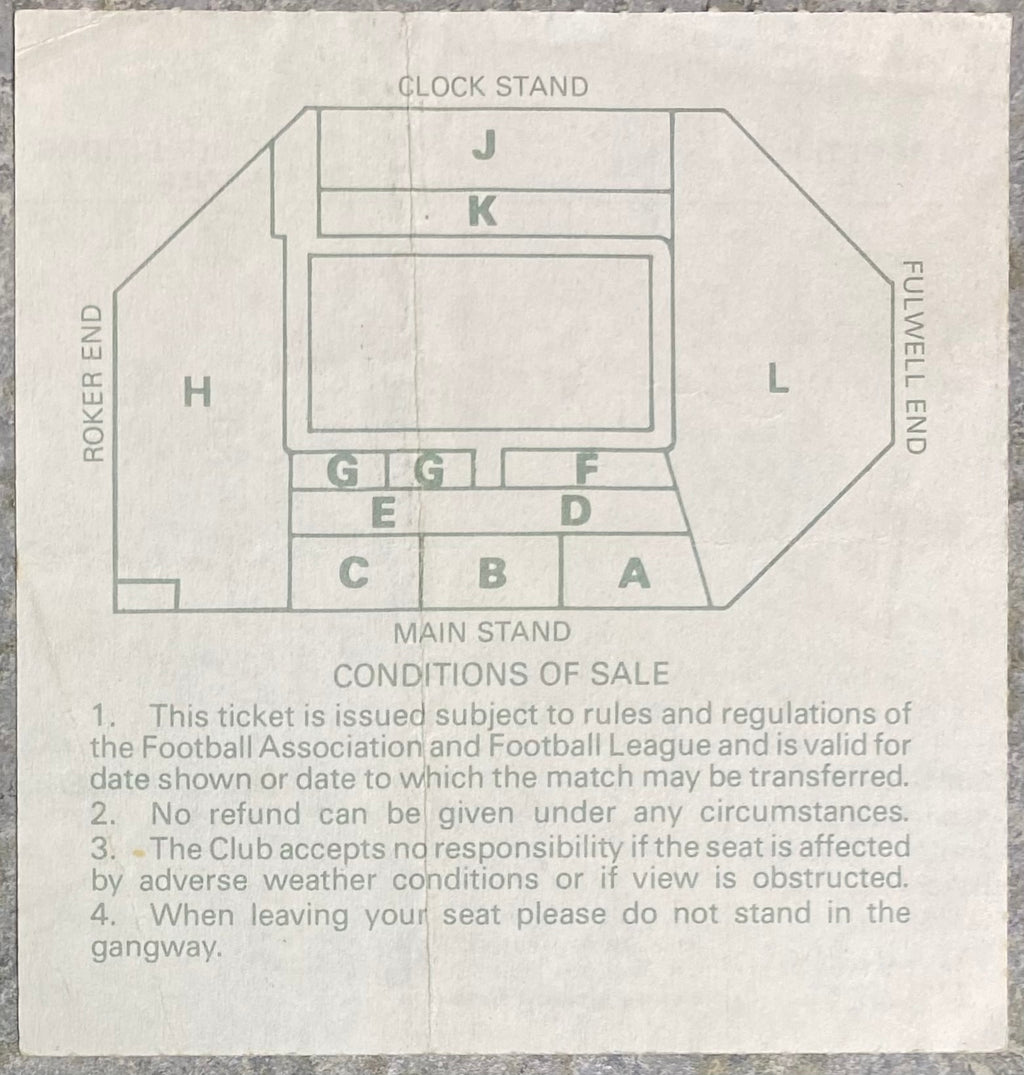 CLOCK STAND
J
K
ROKER END
H
L
FULWELL END
G G F
E D
C B A
MAIN STAND
CONDITIONS OF SALE
1. This ticket is issued subject to rules and regulations of
the Football Association and Football League and is valid for
date shown or date to which the match may be transferred.
2. No refund can be given under any circumstances.
3. The Club accepts no responsibility if the seat is affected
by adverse weather conditions or if view is obstructed.
4. When leaving your seat please do not stand in the
gangway.